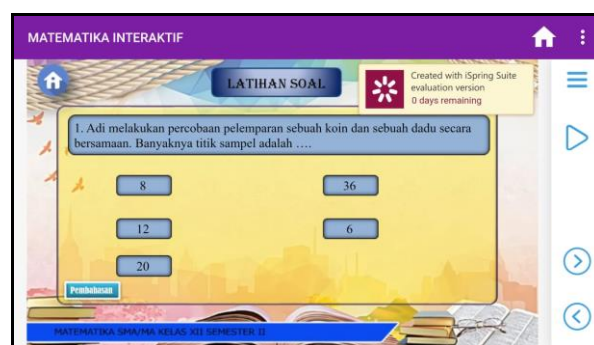 MATEMATIKA INTERAKTIF
LATIHAN SOAL
Created with iSpring Suite
evaluation version
0 days remaining
1. Adi melakukan percobaan pelemparan sebuah koin dan sebuah dadu secara
bersamaan. Banyaknya titik sampel adalah ….
8
36
12
6
20
Pembahasan
MATEMATIKA SMA/MA KELAS XII SEMESTER II